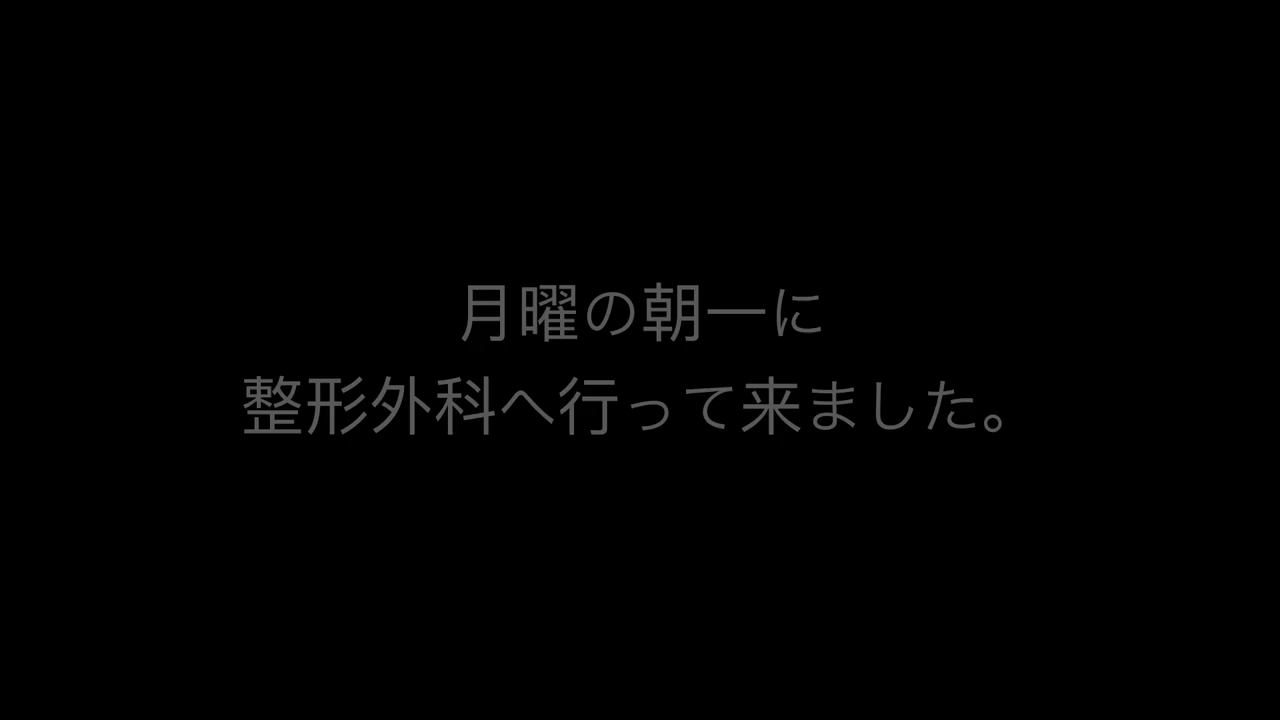 月曜の朝一に
整形外科へ行って来ました。